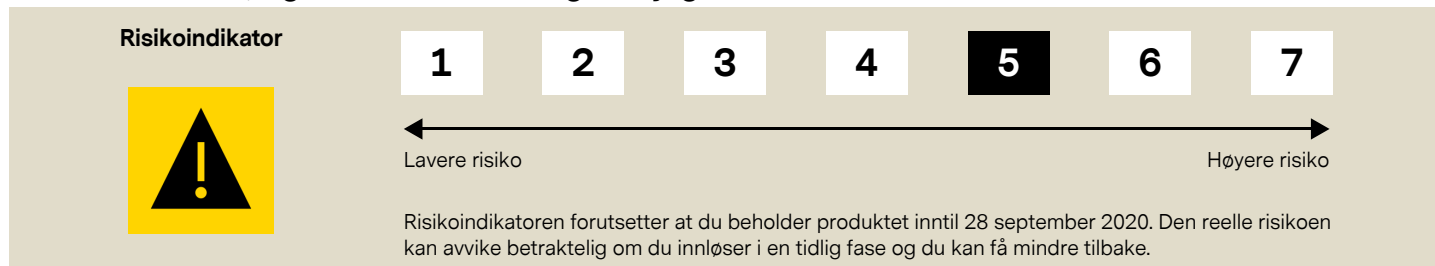 Risikoindikator
1 2 3 4 5 6 7
Lavere risiko Høyere risiko
Risikoindikatoren forutsetter at du beholder produktet inntil 28 september 2020. Den reelle risikoen
kan avvike betraktelig om du innløser i en tidlig fase og du kan få mindre tilbake.